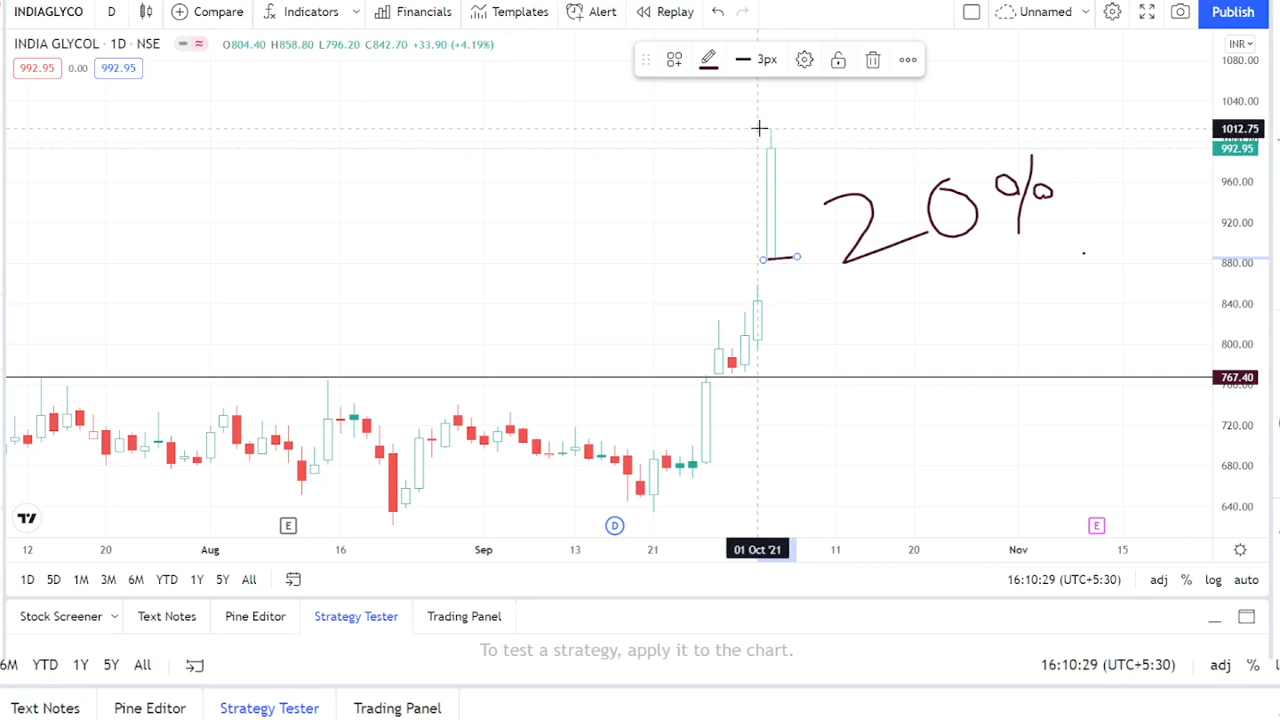 INDIAGLYCO D Compare Indicators Financials Templates Alert Replay Unnamed Publish
INDIA GLYCOL · 1D · NSE O804.40 H858.80 L796.20 C842.70 +33.90 (+4.19%)
INR
992.95 0.00 992.95
3px
1080.00
1040.00
1012.75
992.95
960.00
920.00
880.00
840.00
800.00
767.40
720.00
680.00
640.00
20%
E D E
12 20 Aug 16 Sep 13 21 01 Oct '21 11 20 Nov 15
1D 5D 1M 3M 6M YTD 1Y 5Y All 16:10:29 (UTC+5:30) adj % log auto
Stock Screener Text Notes Pine Editor Strategy Tester Trading Panel
To test a strategy, apply it to the chart.
6M YTD 1Y 5Y All 16:10:29 (UTC+5:30) adj %
Text Notes Pine Editor Strategy Tester Trading Panel